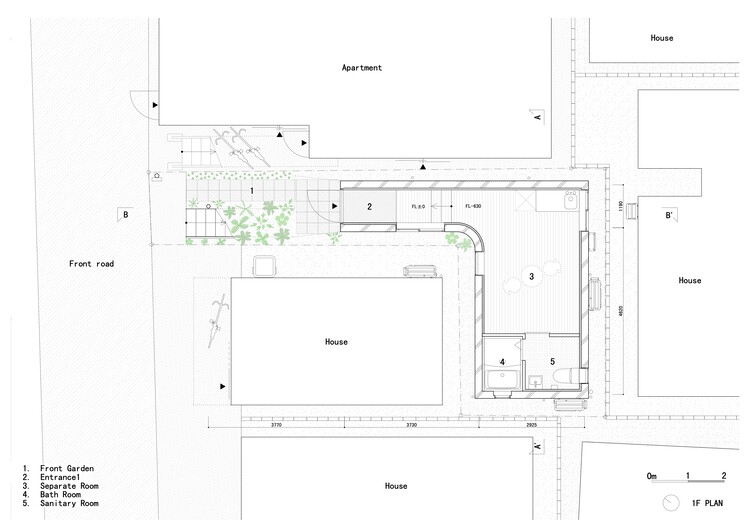 House
Apartment
A
1
2
FL±0
FL-630
1190
B
B'
Front road
3
House
4620
House
4
5
3770
3730
2925
A'
House
1. Front Garden
2. Entrance1
3. Separate Room
4. Bath Room
5. Sanitary Room
0m 1 2
1F PLAN